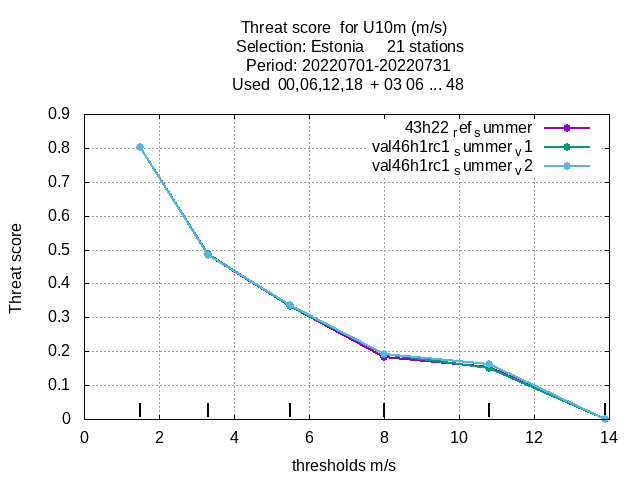 Threat score  for U10m (m/s)
Selection: Estonia     21 stations
Period: 20220701-20220731
Used  00,06,12,18  + 03 06 ... 48
43h22 ref summer
val46h1rc1 summer v1
val46h1rc1 summer v2
Threat score
0.9
0.8
0.7
0.6
0.5
0.4
0.3
0.2
0.1
0
0 2 4 6 8 10 12 14
thresholds m/s